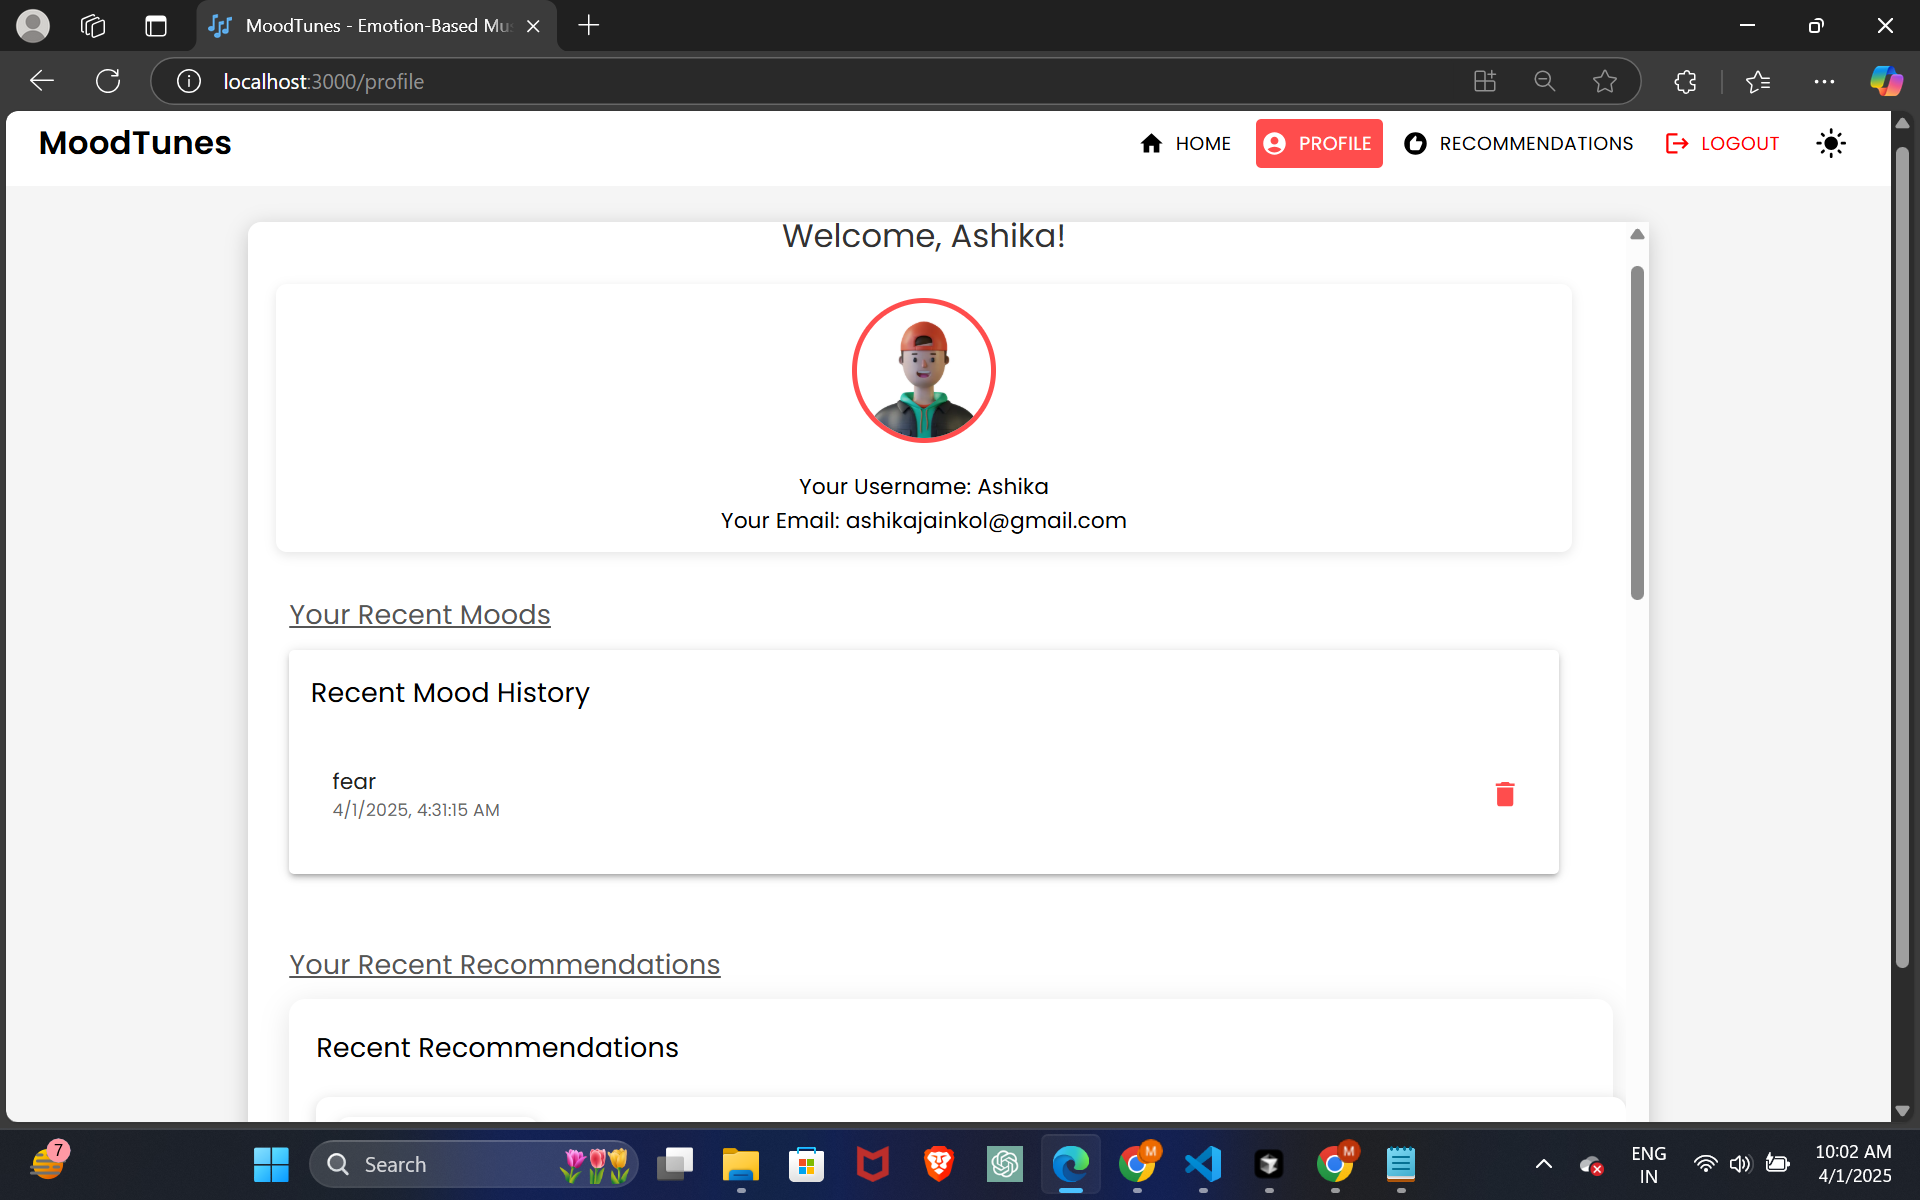 MoodTunes - Emotion-Based Mus
localhost:3000/profile
MoodTunes
HOME
PROFILE
RECOMMENDATIONS
LOGOUT
Welcome, Ashika!
Your Username: Ashika
Your Email: ashikajainkol@gmail.com
Your Recent Moods
Recent Mood History
fear
4/1/2025, 4:31:15 AM
Your Recent Recommendations
Recent Recommendations
7
Search
M
M
ENG
IN
10:02 AM
4/1/2025